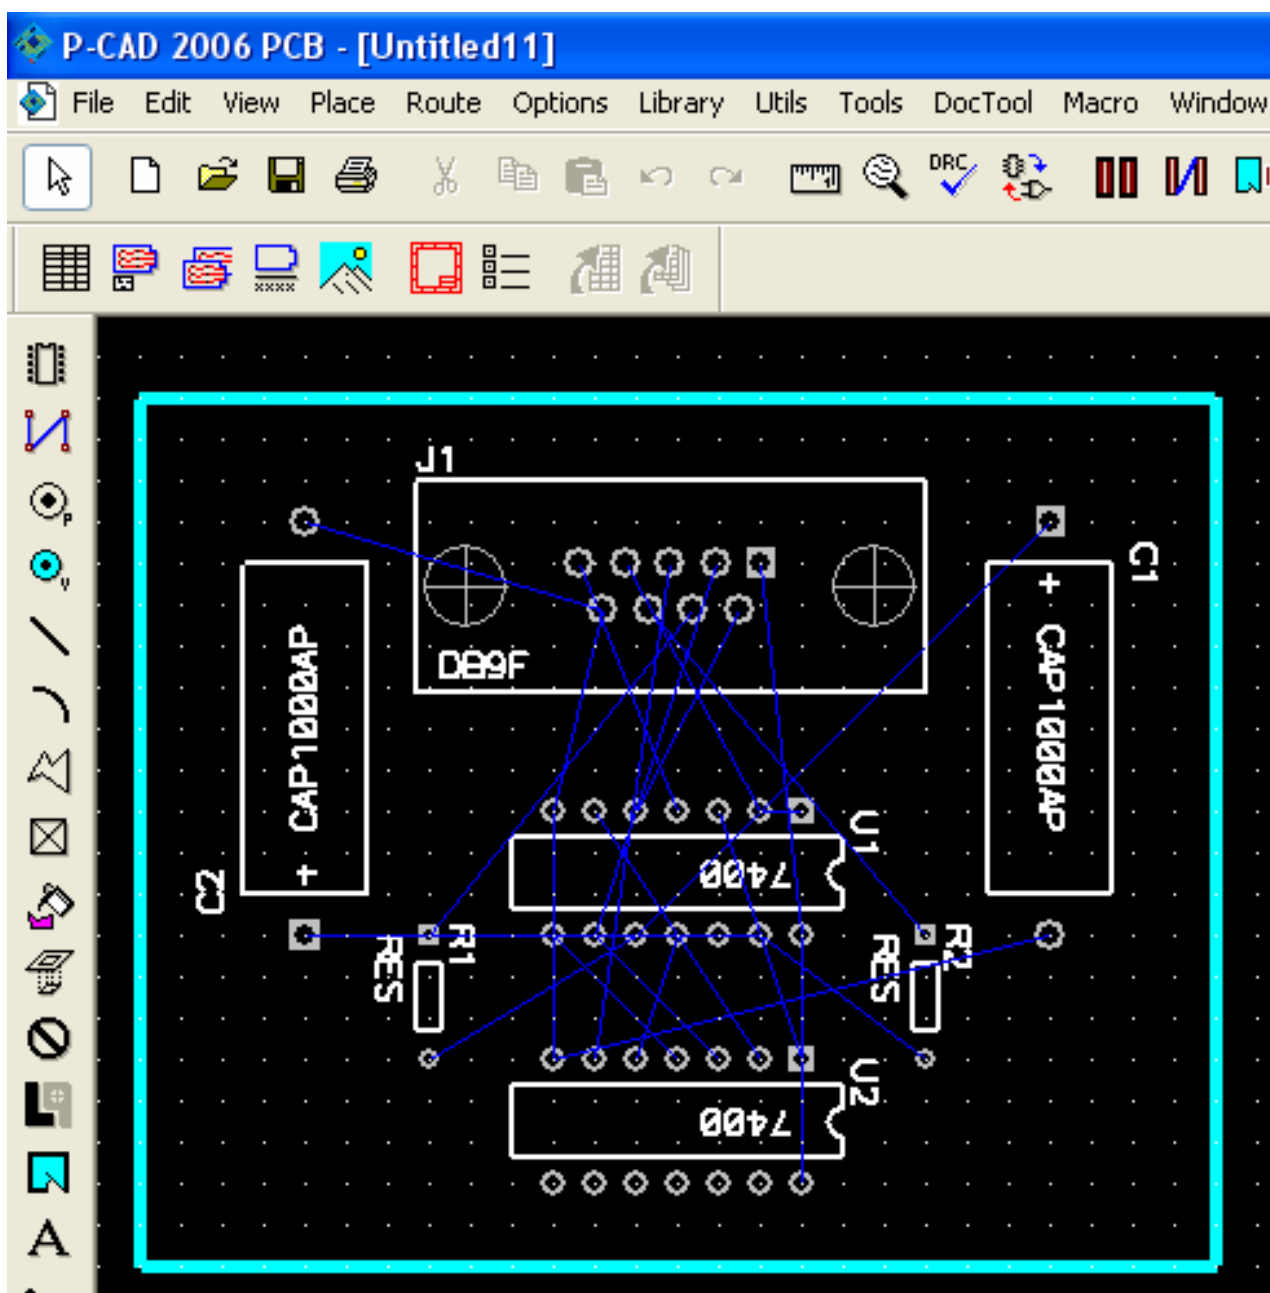 P-CAD 2006 PCB - [Untitled11]
File Edit View Place Route Options Library Utils Tools DocTool Macro Window
DRC
xxxx
P
V
A
J1
DB9F
C1
+ CAP1000AP
CAP1000AP +
C2
U1
7400
R1
RES
R2
RES
U2
7400